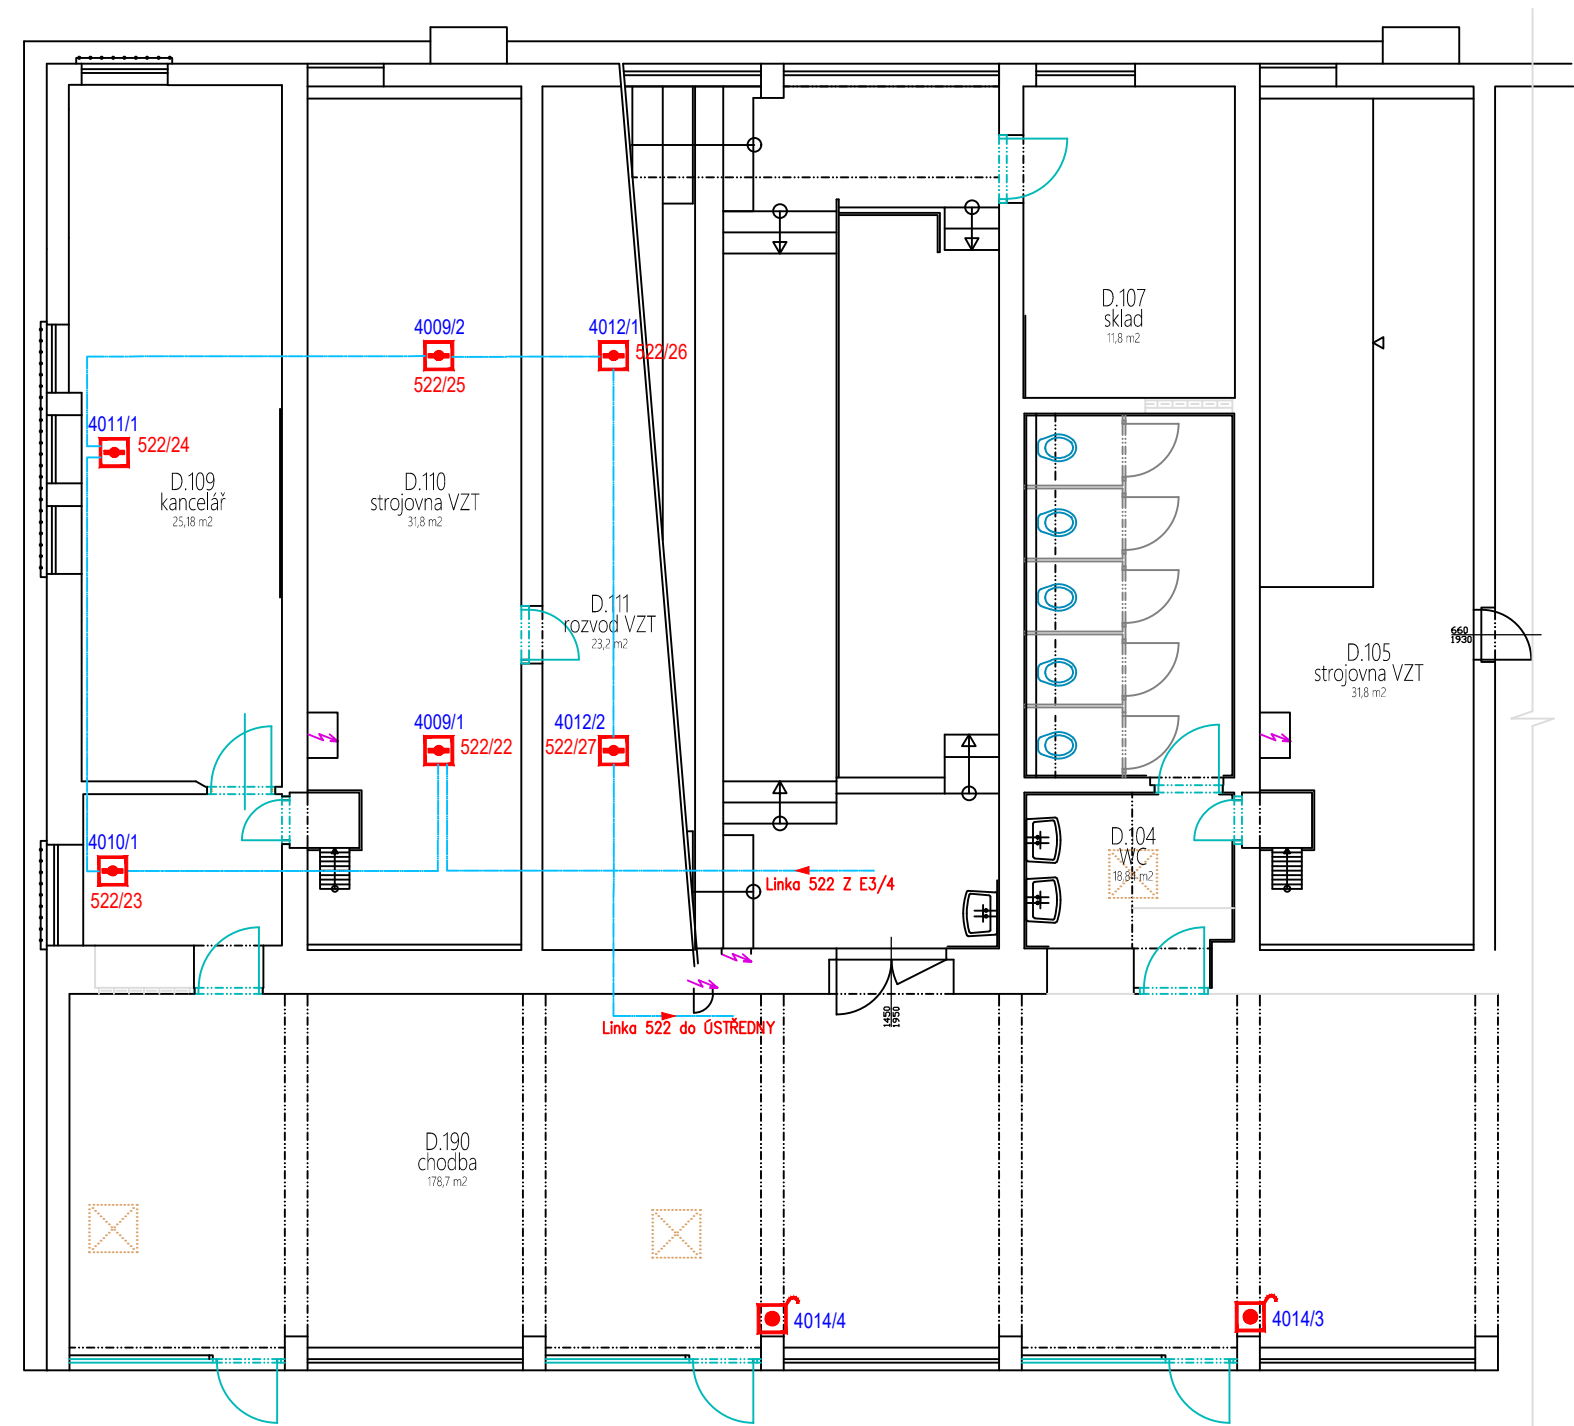 D.107
sklad
11,8 m2
4009/2
522/25
4012/1
522/26
4011/1
522/24
D.109
kancelář
25,18 m2
D.110
strojovna VZT
31,8 m2
D.111
rozvod VZT
23,2 m2
660
1930
D.105
strojovna VZT
31,8 m2
4009/1
522/22
4012/2
522/27
4010/1
522/23
D.104
WC
18,84 m2
Linka 522 Z E3/4
1450
1950
Linka 522 do ÚSTŘEDNY
D.190
chodba
178,7 m2
4014/4
4014/3